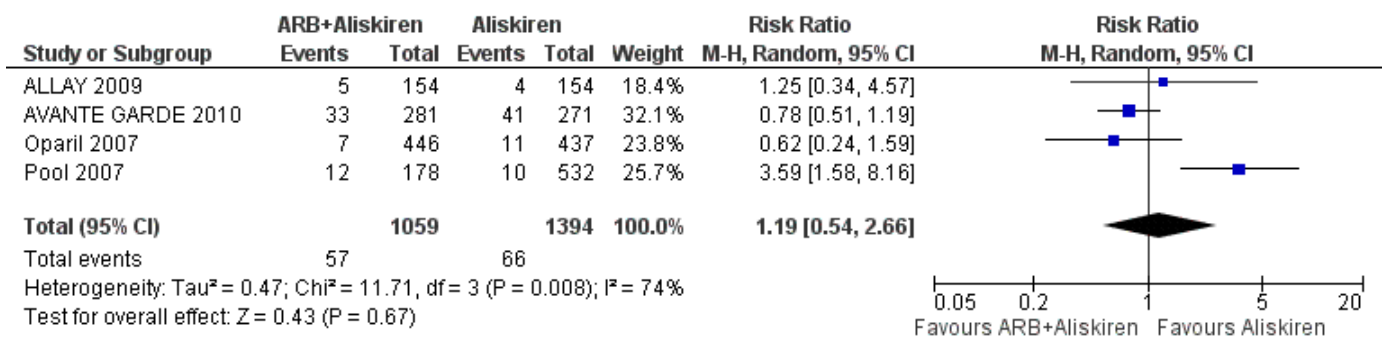 ARB+Aliskiren Aliskiren Risk Ratio Risk Ratio
Study or Subgroup Events Total Events Total Weight M-H, Random, 95% CI M-H, Random, 95% CI
ALLAY 2009 5 154 4 154 18.4% 1.25 [0.34, 4.57]
AVANTE GARDE 2010 33 281 41 271 32.1% 0.78 [0.51, 1.19]
Oparil 2007 7 446 11 437 23.8% 0.62 [0.24, 1.59]
Pool 2007 12 178 10 532 25.7% 3.59 [1.58, 8.16]
Total (95% CI) 1059 1394 100.0% 1.19 [0.54, 2.66]
Total events 57 66
Heterogeneity: Tau² = 0.47; Chi² = 11.71, df = 3 (P = 0.008); I² = 74%
Test for overall effect: Z = 0.43 (P = 0.67)
0.05 0.2 1 5 20
Favours ARB+Aliskiren Favours Aliskiren